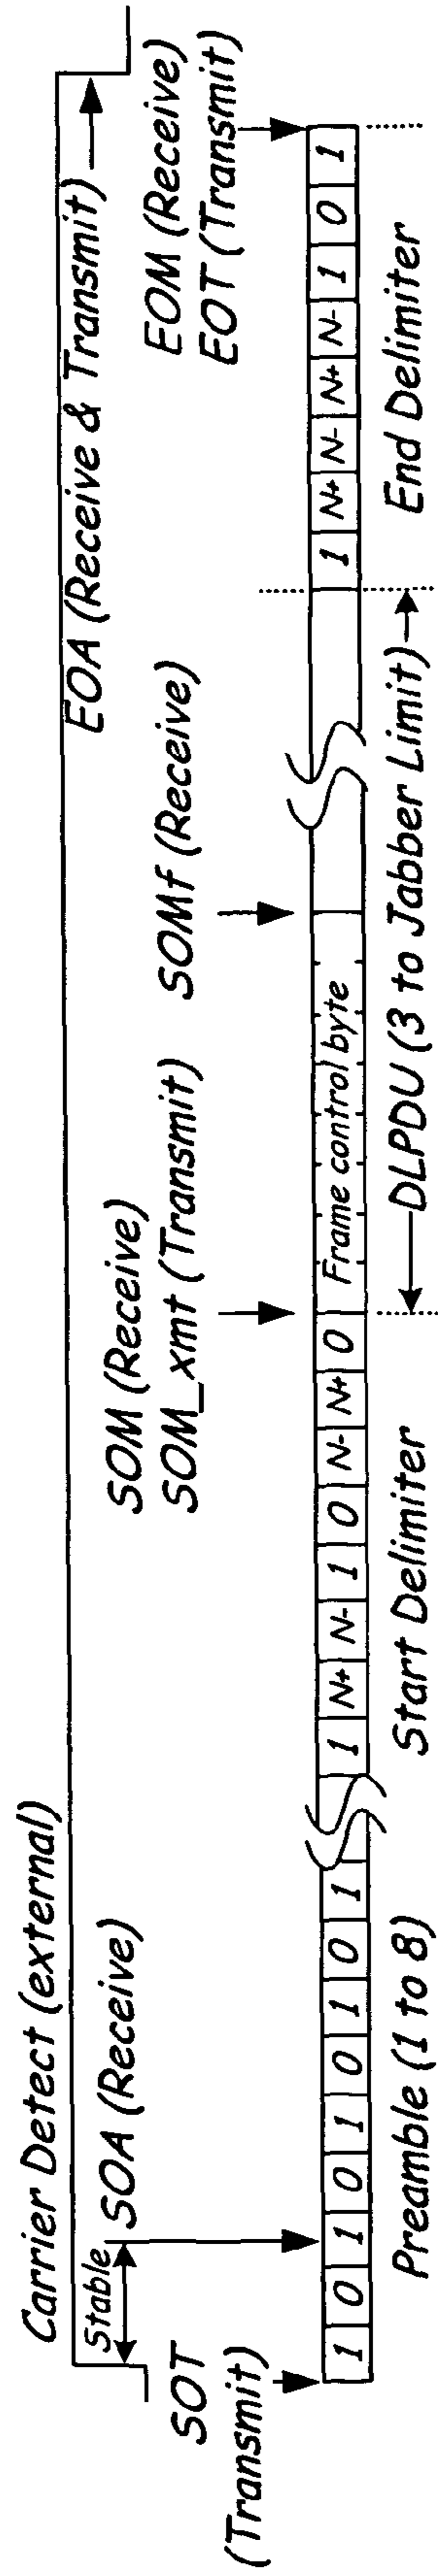 Carrier Detect (external)
EOA (Receive & Transmit)
Stable
SOA (Receive)
SOM (Receive)
SOM_xmt (Transmit)
SOMf (Receive)
EOM (Receive)
EOT (Transmit)
SOT
(Transmit)
1 0 1 0 1 0 1 0 1
1 N+ N- 1 0 N- N+ 0
Frame control byte
1 N+ N- N+ N- 1 0 1
Preamble (1 to 8)
Start Delimiter
DLPDU (3 to Jabber Limit)
End Delimiter